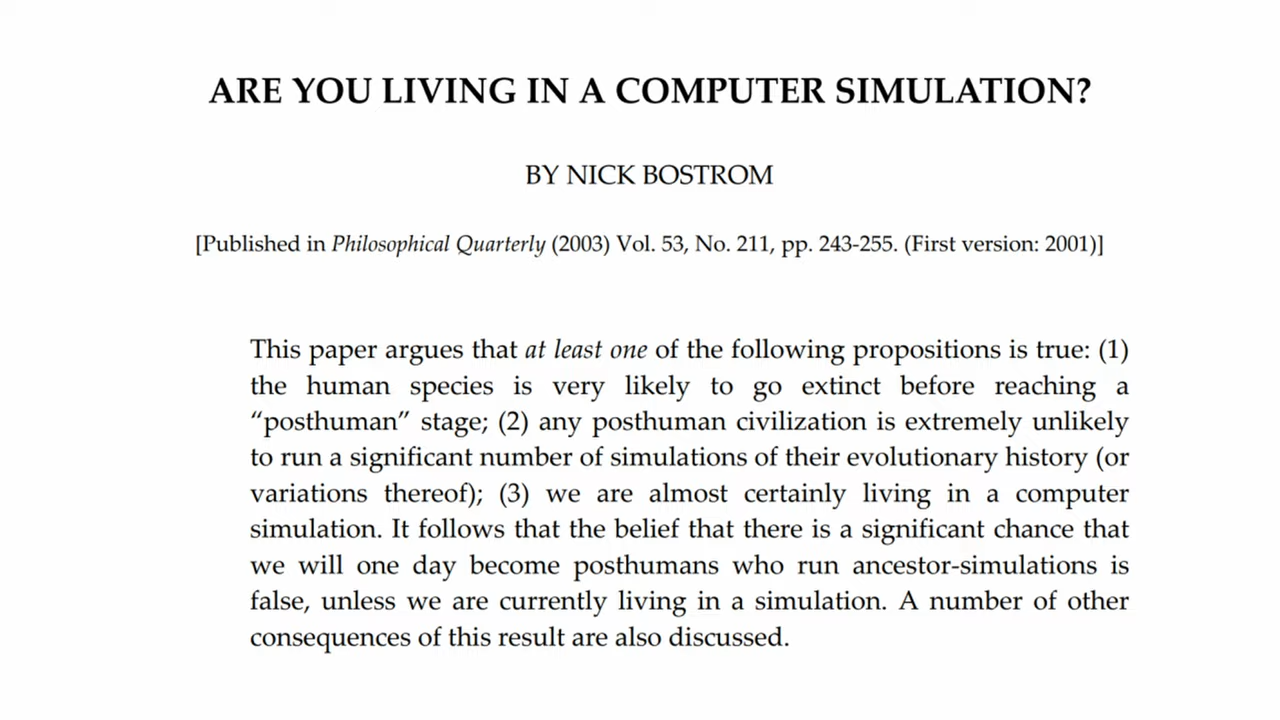 ARE YOU LIVING IN A COMPUTER SIMULATION?
BY NICK BOSTROM
[Published in Philosophical Quarterly (2003) Vol. 53, No. 211, pp. 243-255. (First version: 2001)]
This paper argues that at least one of the following propositions is true: (1)
the human species is very likely to go extinct before reaching a
“posthuman” stage; (2) any posthuman civilization is extremely unlikely
to run a significant number of simulations of their evolutionary history (or
variations thereof); (3) we are almost certainly living in a computer
simulation. It follows that the belief that there is a significant chance that
we will one day become posthumans who run ancestor-simulations is
false, unless we are currently living in a simulation. A number of other
consequences of this result are also discussed.